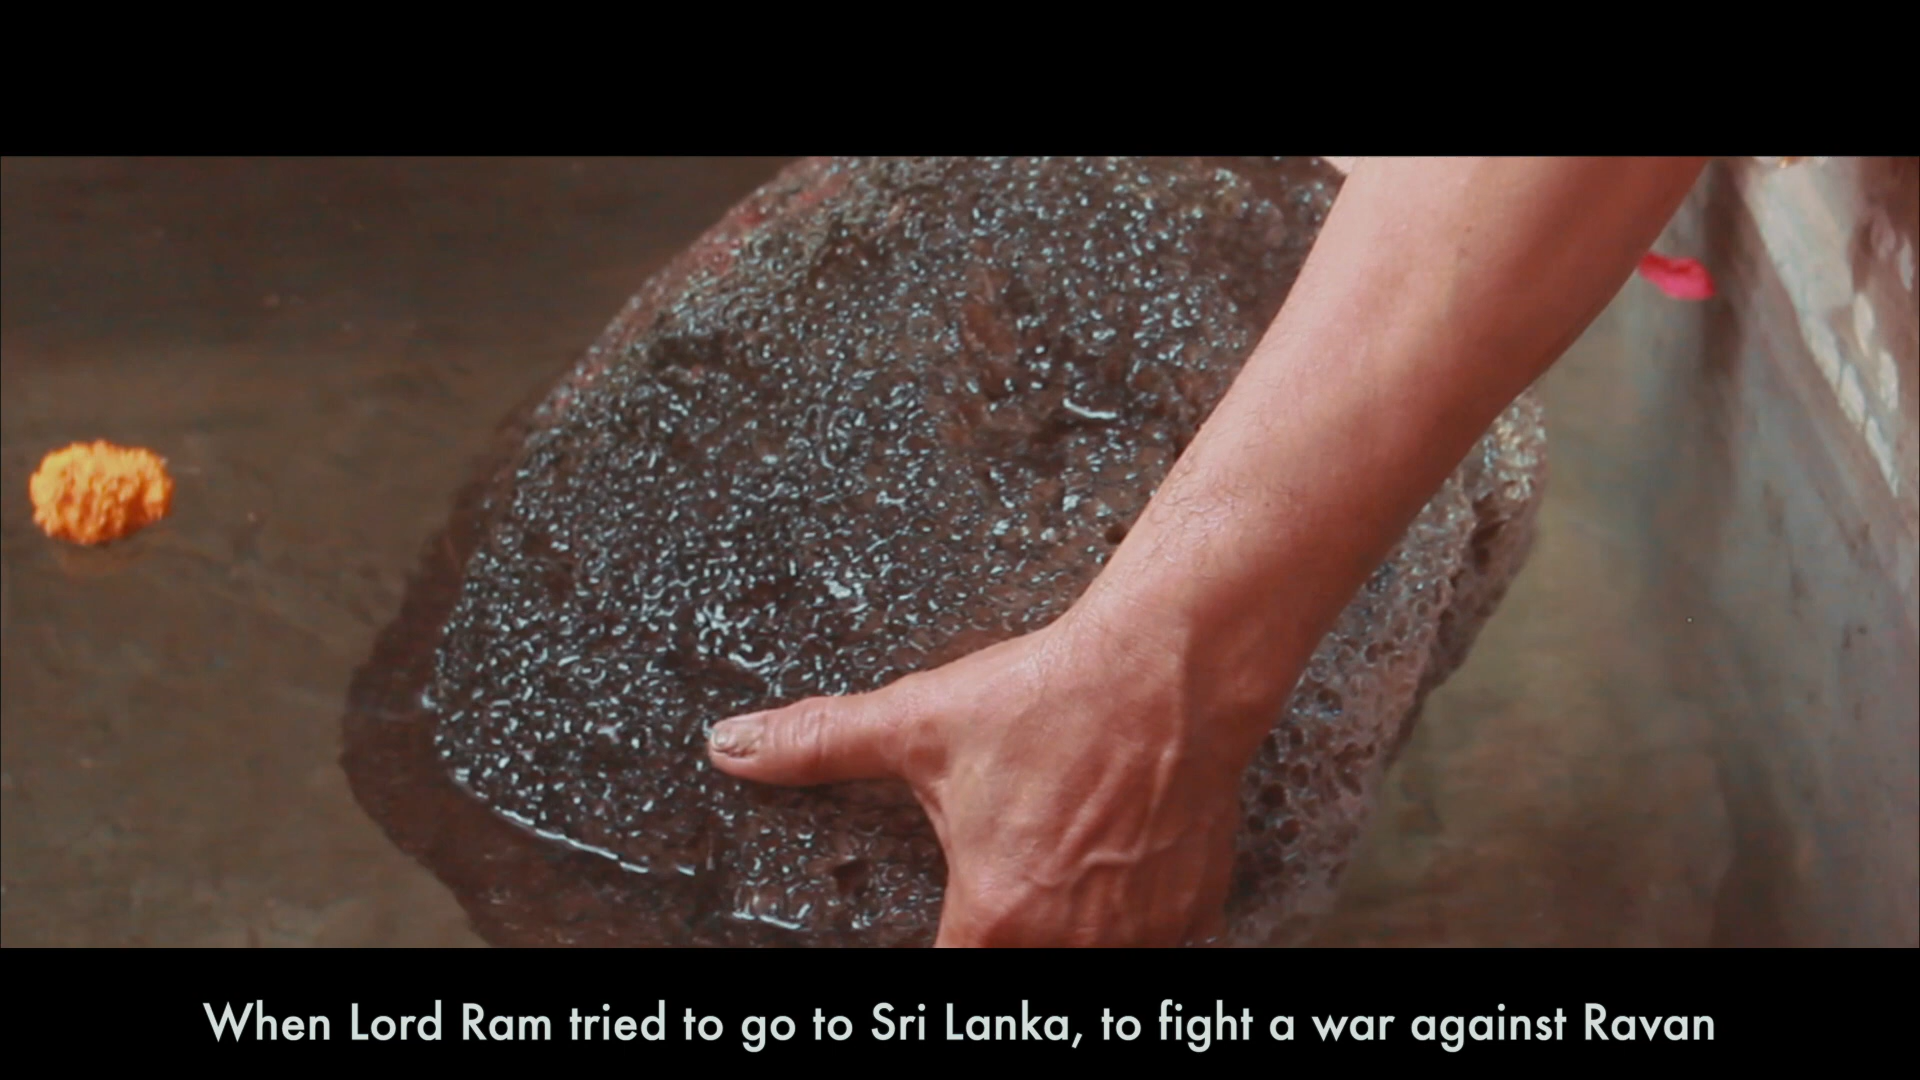 When Lord Ram tried to go to Sri Lanka, to fight a war against Ravan